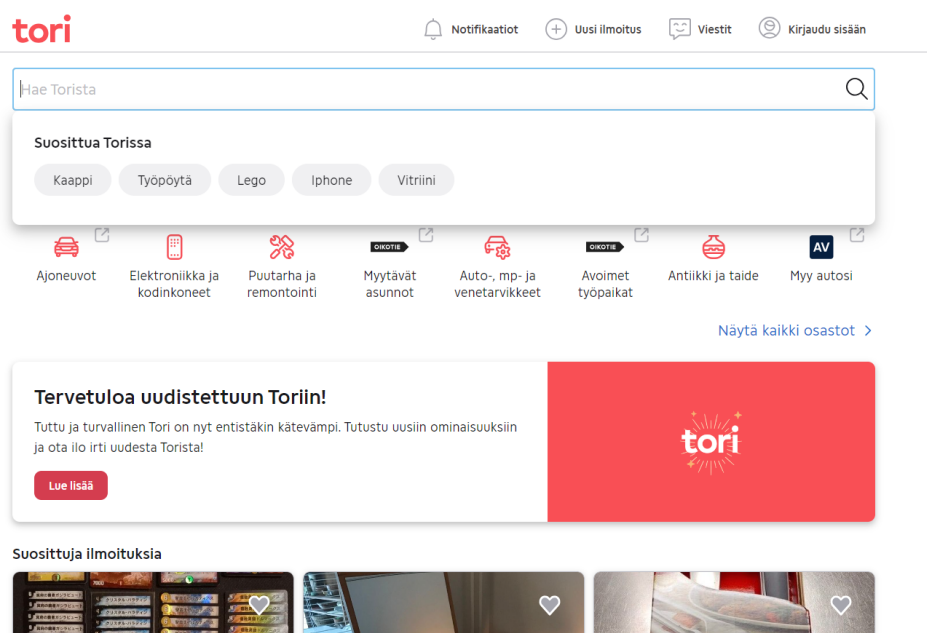 tori
Notifikaatiot
Uusi ilmoitus
Viestit
Kirjaudu sisään
Hae Torista
Suosittua Torissa
Kaappi
Työpöytä
Lego
Iphone
Vitriini
Ajoneuvot
Elektroniikka ja
kodinkoneet
Puutarha ja
remontointi
OIKOTIE
Myytävät
asunnot
Auto-, mp- ja
venetarvikkeet
OIKOTIE
Avoimet
työpaikat
Antiikki ja taide
AV
Myy autosi
Näytä kaikki osastot
Tervetuloa uudistettuun Toriin!
Tuttu ja turvallinen Tori on nyt entistäkin kätevämpi. Tutustu uusiin ominaisuuksiin
ja ota ilo irti uudesta Torista!
Lue lisää
tori
Suosittuja ilmoituksia